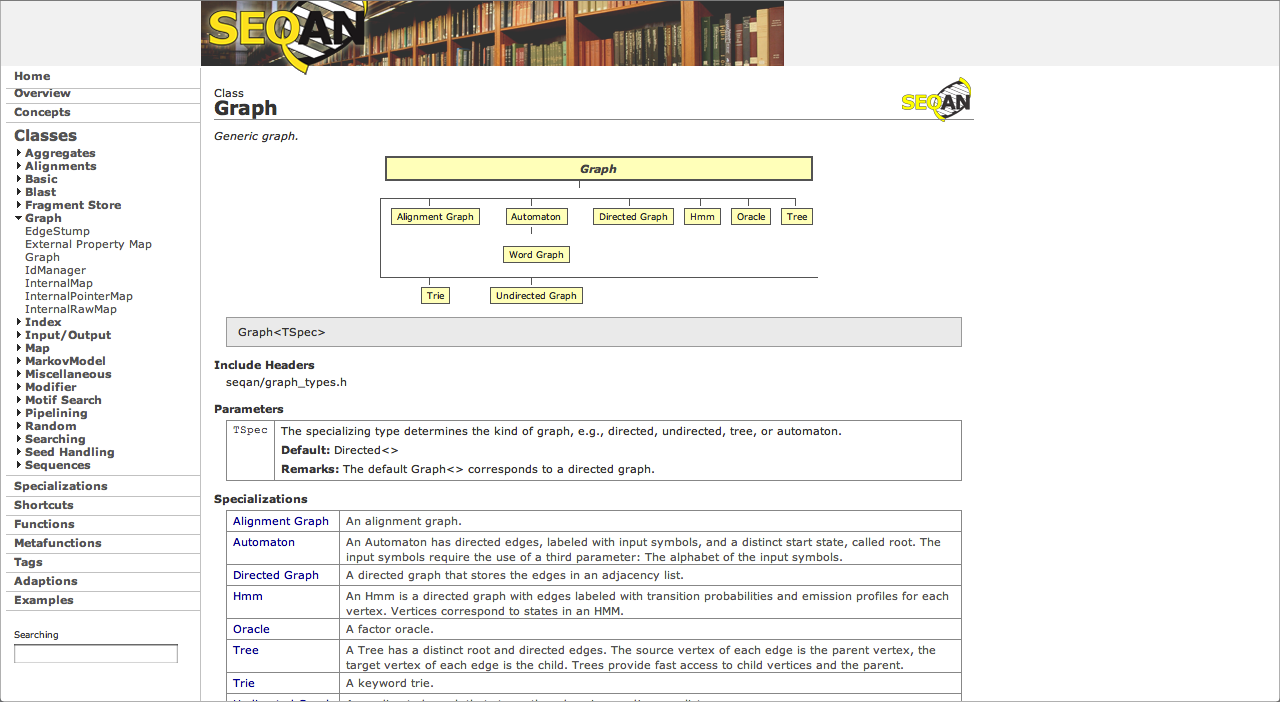 SEQAN
Home
Overview
Concepts
Classes
Aggregates
Alignments
Basic
Blast
Fragment Store
Graph
EdgeStump
External Property Map
Graph
IdManager
InternalMap
InternalPointerMap
InternalRawMap
Index
Input/Output
Map
MarkovModel
Miscellaneous
Modifier
Motif Search
Pipelining
Random
Searching
Seed Handling
Sequences
Specializations
Shortcuts
Functions
Metafunctions
Tags
Adaptions
Examples
Searching
Class
Graph
SEQAN
Generic graph.
Graph
Alignment Graph Automaton Directed Graph Hmm Oracle Tree
Word Graph
Trie Undirected Graph
Graph<TSpec>
Include Headers
seqan/graph_types.h
Parameters
TSpec The specializing type determines the kind of graph, e.g., directed, undirected, tree, or automaton.
Default: Directed<>
Remarks: The default Graph<> corresponds to a directed graph.
Specializations
Alignment Graph An alignment graph.
Automaton An Automaton has directed edges, labeled with input symbols, and a distinct start state, called root. The
input symbols require the use of a third parameter: The alphabet of the input symbols.
Directed Graph A directed graph that stores the edges in an adjacency list.
Hmm An Hmm is a directed graph with edges labeled with transition probabilities and emission profiles for each
vertex. Vertices correspond to states in an HMM.
Oracle A factor oracle.
Tree A Tree has a distinct root and directed edges. The source vertex of each edge is the parent vertex, the
target vertex of each edge is the child. Trees provide fast access to child vertices and the parent.
Trie A keyword trie.